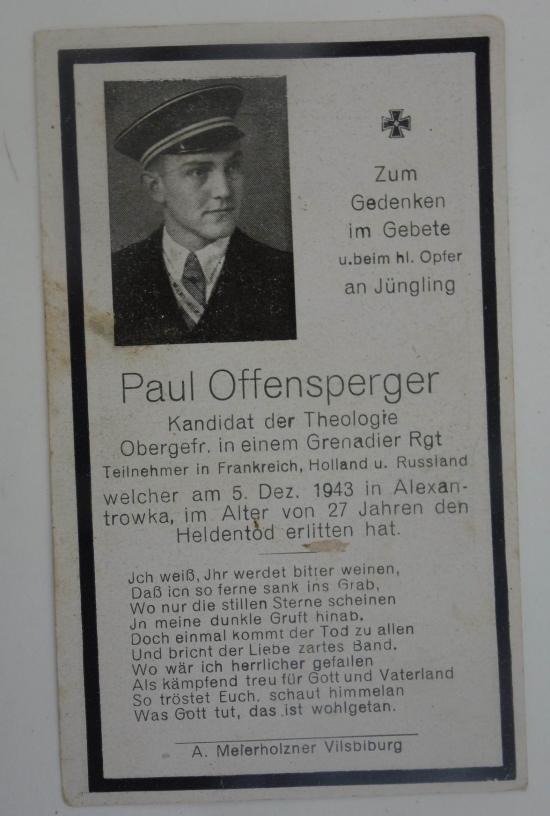 Zum
Gedenken
im Gebete
u.beim hl. Opfer
an Jüngling
Paul Offensperger
Kandidat der Theologie
Obergefr. in einem Grenadier Rgt
Teilnehmer in Frankreich, Holland u. Russland
welcher am 5. Dez. 1943 in Alexan-
trowka, im Alter von 27 Jahren den
Heldentod erlitten hat.
Jch weiß, Jhr werdet bitter weinen,
Daß ich so ferne sank ins Grab,
Wo nur die stillen Sterne scheinen
Jn meine dunkle Gruft hinab.
Doch einmal kommt der Tod zu allen
Und bricht der Liebe zartes Band.
Wo wär ich herrlicher gefallen
Als kämpfend treu für Gott und Vaterland
So tröstet Euch, schaut himmelan
Was Gott tut, das ist wohlgetan.
A. Meierholzner Vilsbiburg